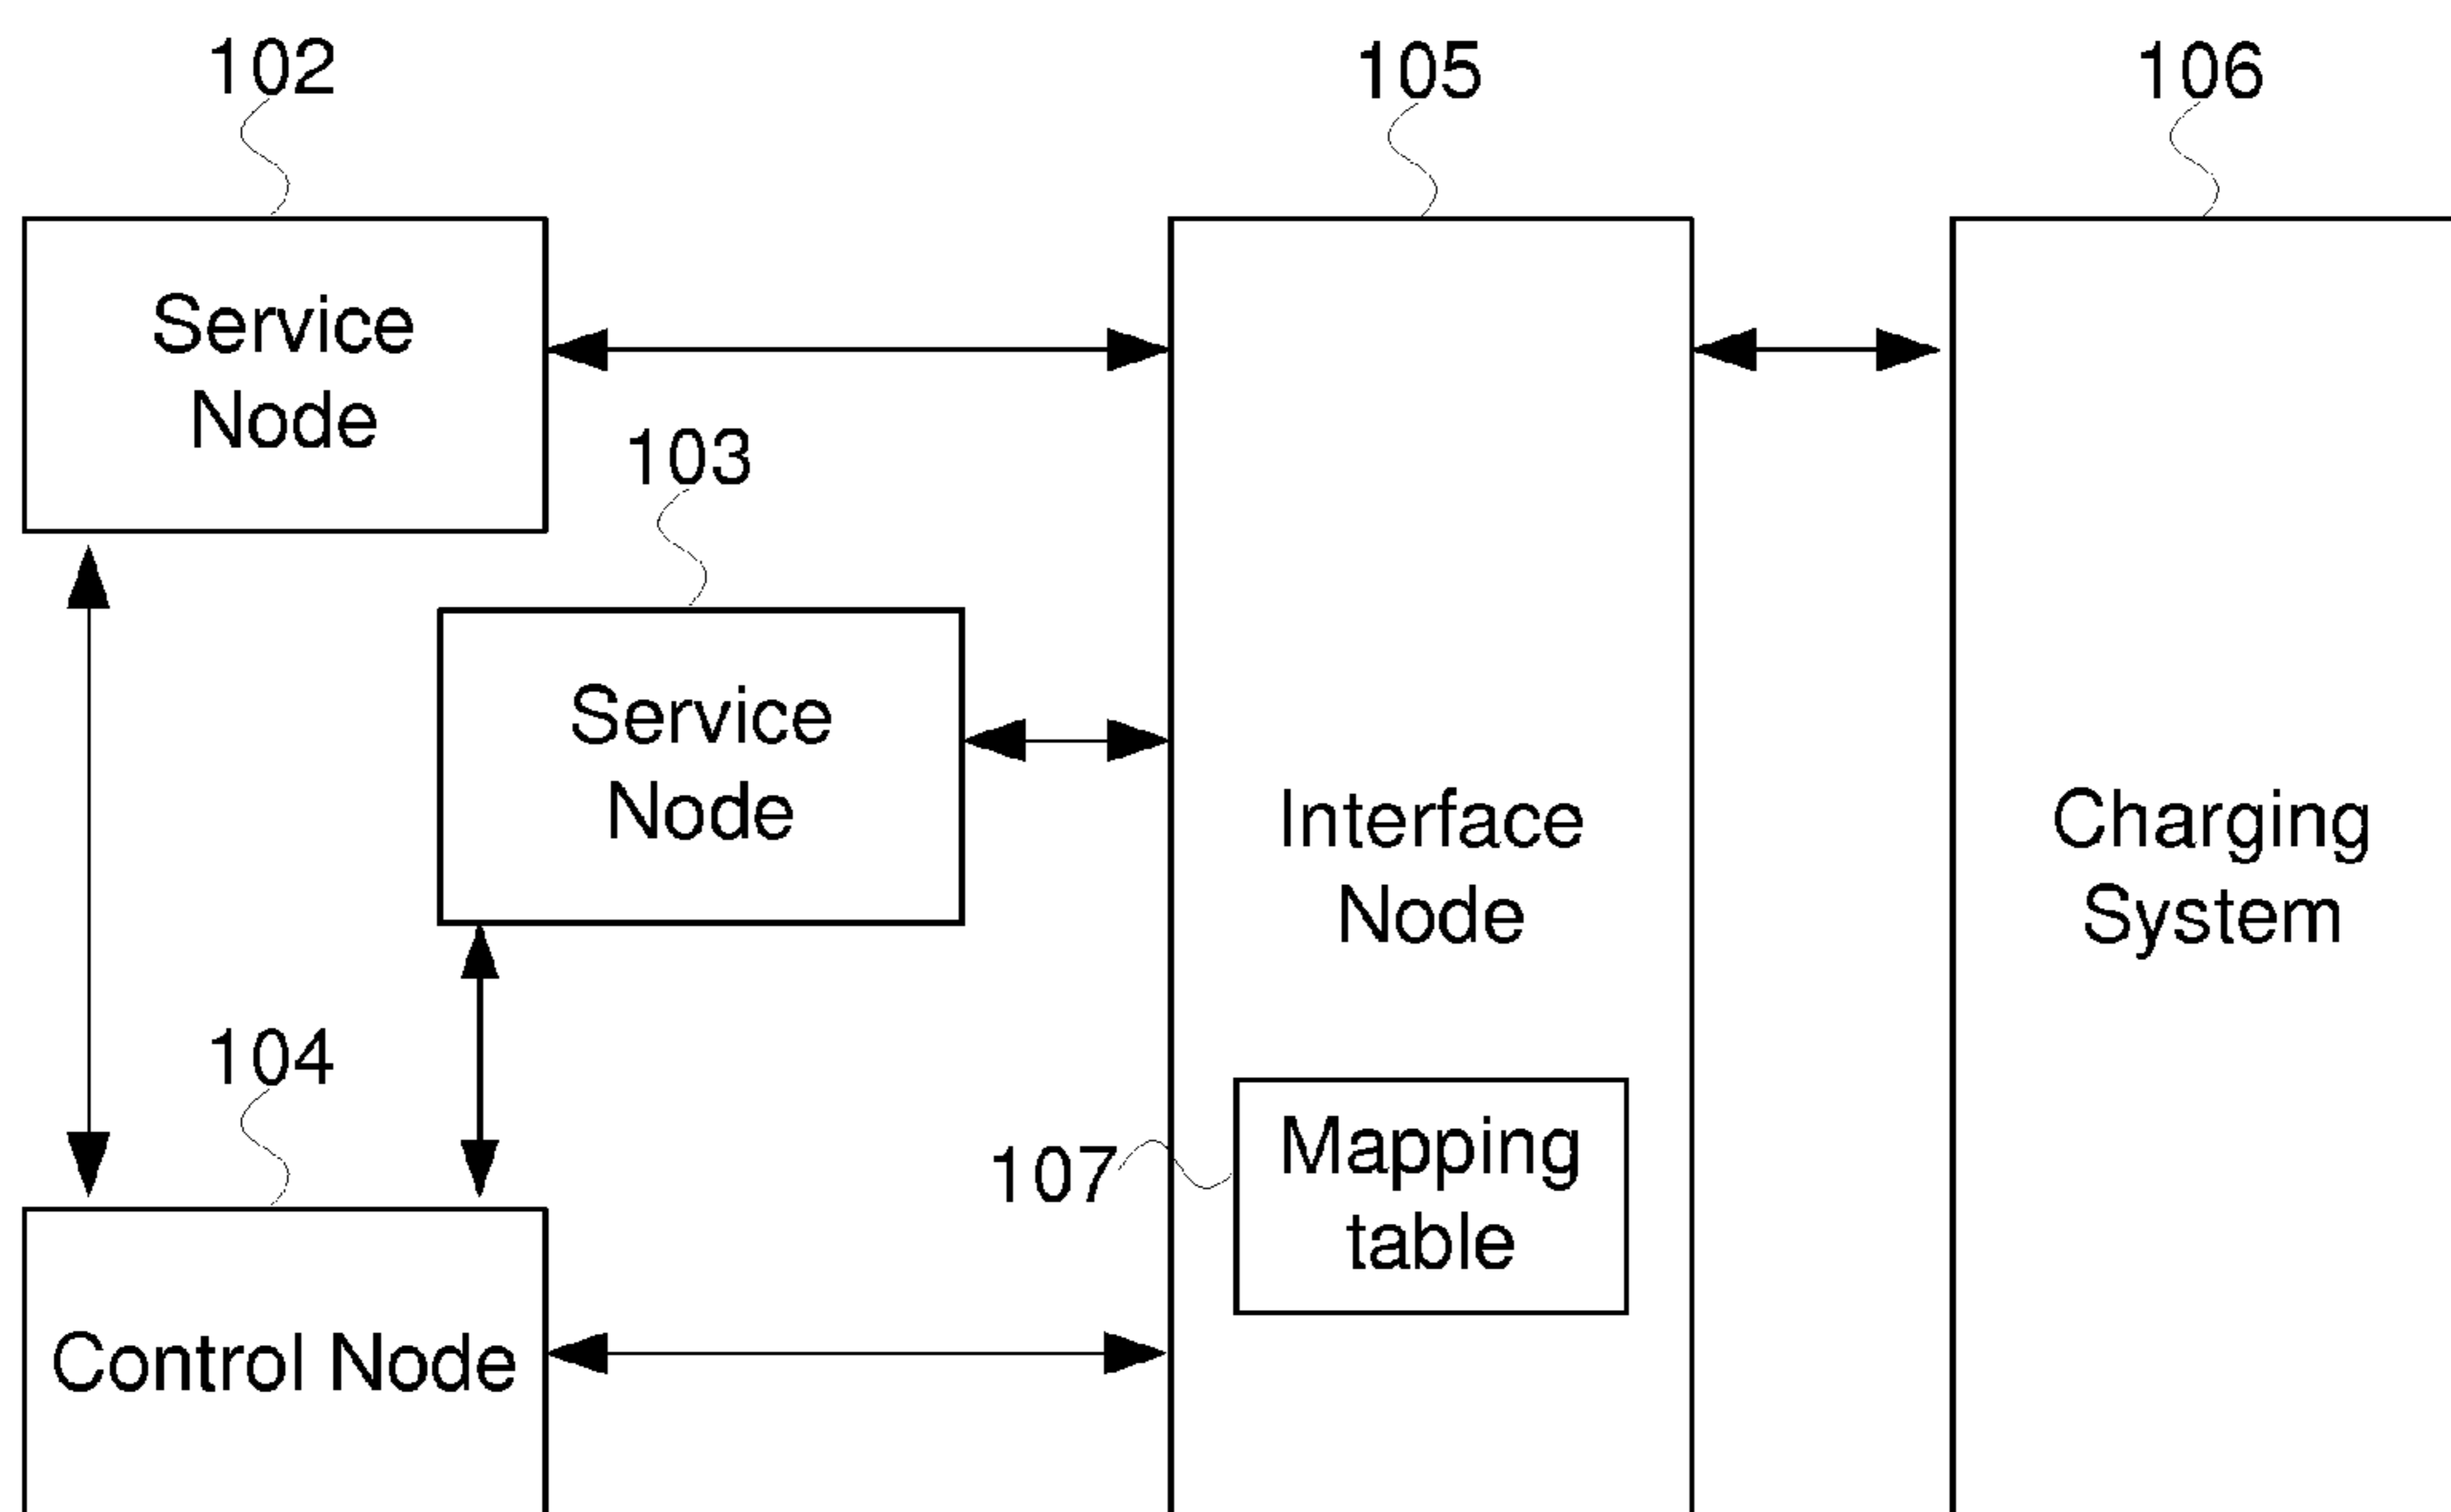 102
105
106
Service
Node
103
Service
Node
Interface
Node
Charging
System
104
107
Mapping
table
Control Node